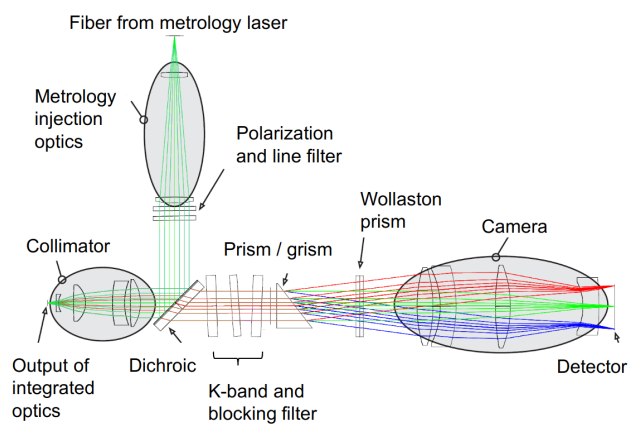 Fiber from metrology laser
Metrology
injection
optics
Polarization
and line filter
Wollaston
prism
Collimator
Prism / grism
Camera
Output of
integrated
optics
Dichroic
K-band and
blocking filter
Detector